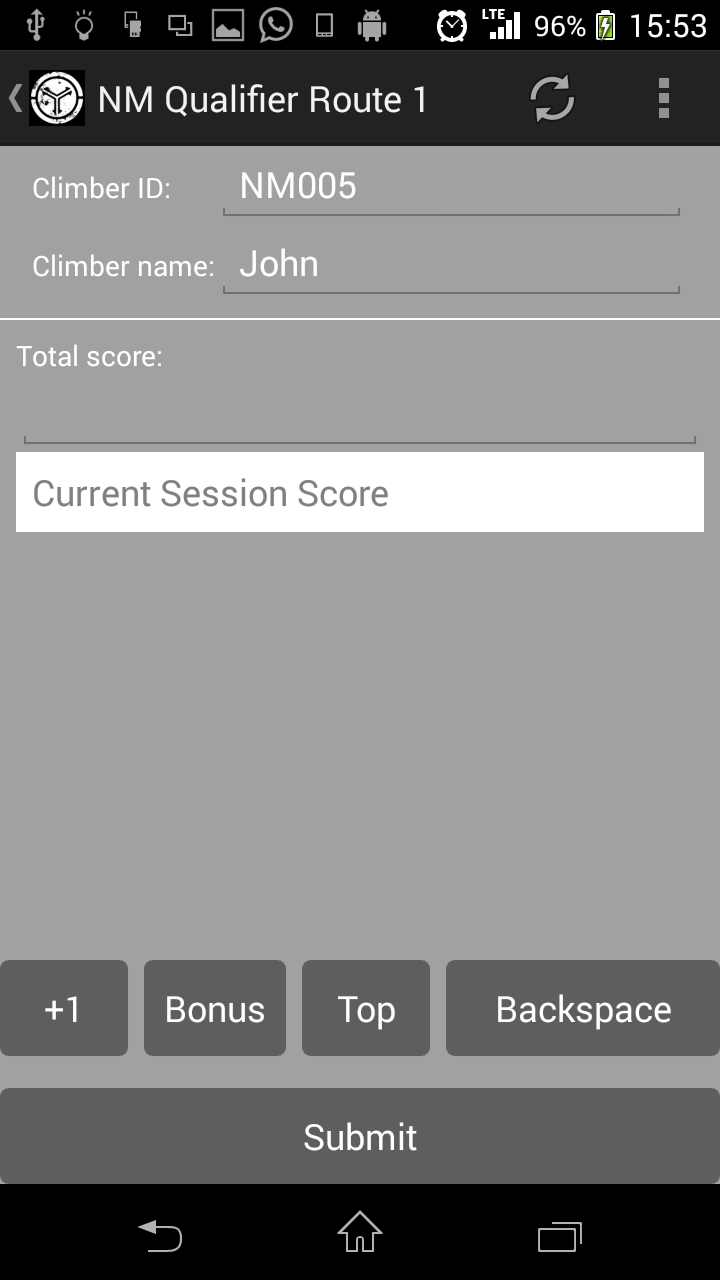 LTE 96% 15:53
NM Qualifier Route 1
Climber ID: NM005
Climber name: John
Total score:
Current Session Score
+1 Bonus Top Backspace
Submit